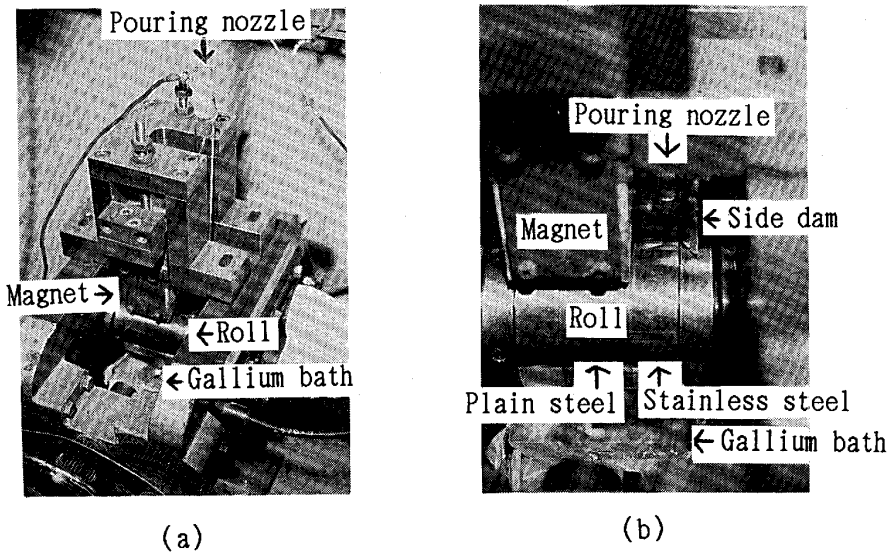 Pouring nozzle
↓
Magnet→
←Roll
←Gallium bath
(a)
Pouring nozzle
↓
Magnet
←Side dam
Roll
↑
↑
Plain steel
Stainless steel
←Gallium bath
(b)